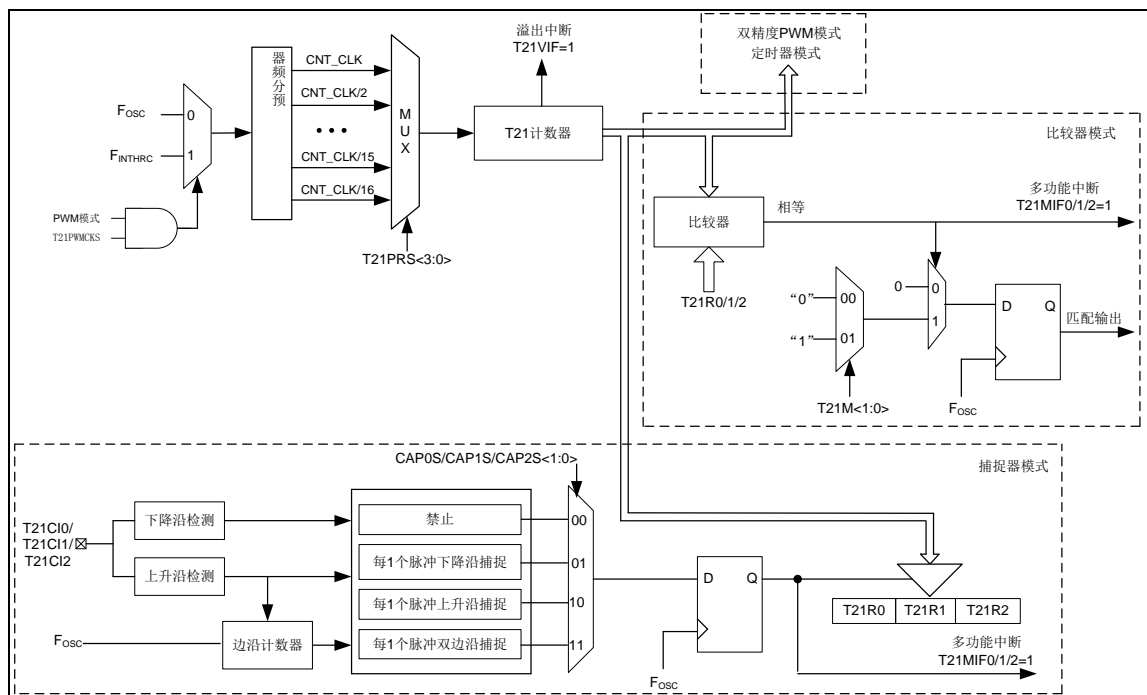 溢出中断
T21VIF=1
双精度PWM模式
定时器模式
器频分预
CNT_CLK
CNT_CLK/2
CNT_CLK/15
CNT_CLK/16
MUX
F_OSC
0
F_INTHRC
1
PWM模式
T21PWMCKS
T21PRS<3:0>
T21计数器
比较器模式
比较器
相等
多功能中断
T21MIF0/1/2=1
T21R0/1/2
“0”
00
“1”
01
0
0
1
D
Q
匹配输出
T21M<1:0>
F_OSC
捕捉器模式
CAP0S/CAP1S/CAP2S<1:0>
T21CI0/
T21CI1/
T21CI2
下降沿检测
上升沿检测
F_OSC
边沿计数器
禁止
00
每1个脉冲下降沿捕捉
01
每1个脉冲上升沿捕捉
10
每1个脉冲双边沿捕捉
11
D
Q
F_OSC
T21R0
T21R1
T21R2
多功能中断
T21MIF0/1/2=1